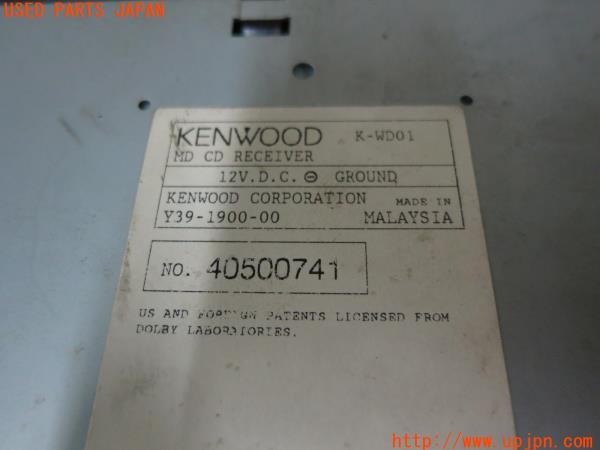 USED PARTS JAPAN
KENWOOD K-WD01
MD CD RECEIVER
12V.D.C. ⊖ GROUND
KENWOOD CORPORATION MADE IN
Y39-1900-00 MALAYSIA
NO. 40500741
US AND FOREIGN PATENTS LICENSED FROM
DOLBY LABORATORIES.
http://www.upjpn.com/